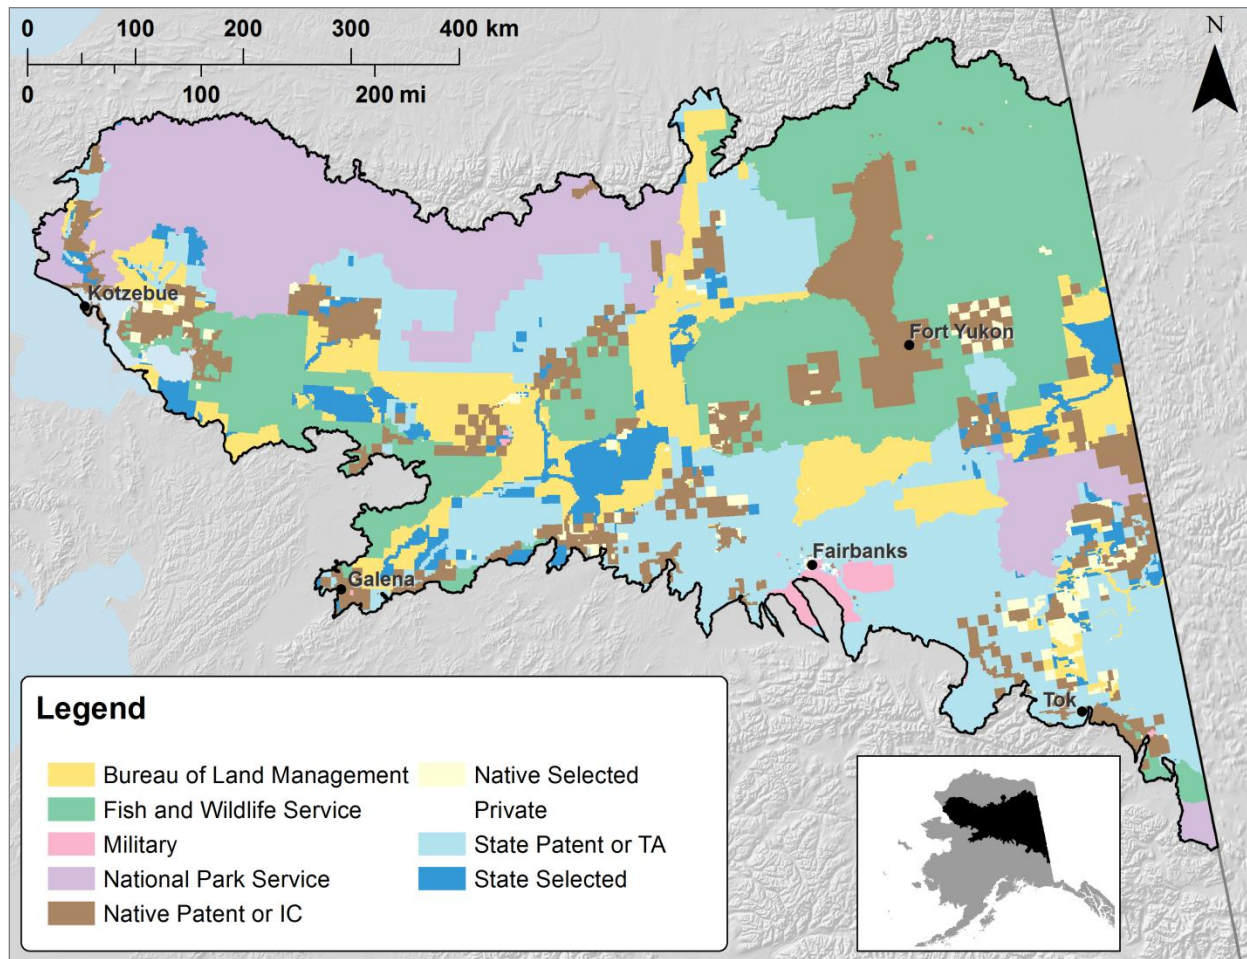 0 100 200 300 400 km
0 100 200 mi
N
Kotzebue
Fort Yukon
Fairbanks
Galena
Tok
Legend
Bureau of Land Management
Fish and Wildlife Service
Military
National Park Service
Native Patent or IC
Native Selected
Private
State Patent or TA
State Selected